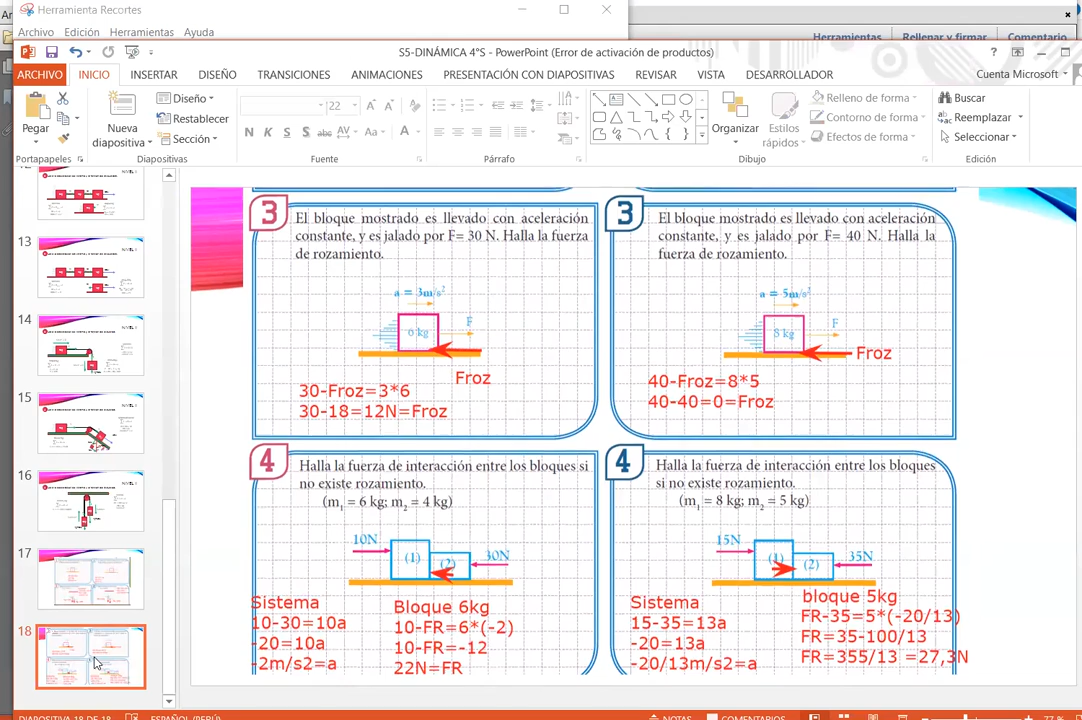 Herramienta Recortes
Archivo Edición Herramientas Ayuda
Herramientas Rellenar y firmar Comentario
S5-DINÁMICA 4°S - PowerPoint (Error de activación de productos)
ARCHIVO INICIO INSERTAR DISEÑO TRANSICIONES ANIMACIONES PRESENTACIÓN CON DIAPOSITIVAS REVISAR VISTA DESARROLLADOR Cuenta Microsoft
Pegar
Nueva diapositiva
Diseño
Restablecer
Sección
22
N K S S abc AV Aa A
Organizar
Estilos rápidos
Relleno de forma
Contorno de forma
Efectos de forma
Buscar
Reemplazar
Seleccionar
Portapapeles Diapositivas Fuente Párrafo Dibujo Edición
13
14
15
16
17
18
3
El bloque mostrado es llevado con aceleración
constante, y es jalado por F= 30 N. Halla la fuerza
de rozamiento.
a = 3m/s²
6 kg
F
Froz
30-Froz=3*6
30-18=12N=Froz
3
El bloque mostrado es llevado con aceleración
constante, y es jalado por F= 40 N. Halla la
fuerza de rozamiento.
a = 5m/s²
8 kg
F
Froz
40-Froz=8*5
40-40=0=Froz
4
Halla la fuerza de interacción entre los bloques si
no existe rozamiento.
(m₁ = 6 kg; m₂ = 4 kg)
10N
(1)
(2)
30N
Sistema
10-30=10a
-20=10a
-2m/s2=a
Bloque 6kg
10-FR=6*(-2)
10-FR=-12
22N=FR
4
Halla la fuerza de interacción entre los bloques
si no existe rozamiento.
(m₁ = 8 kg; m₂ = 5 kg)
15N
(1)
(2)
35N
Sistema
15-35=13a
-20=13a
-20/13m/s2=a
bloque 5kg
FR-35=5*(-20/13)
FR=35-100/13
FR=355/13 =27,3N
DIAPOSITIVA 18 DE 18 ESPAÑOL (PERÚ) NOTAS COMENTARIOS 77 %